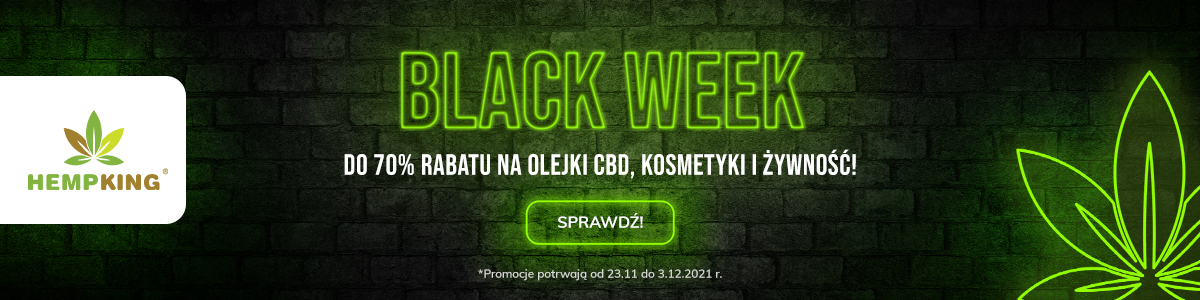 BLACK WEEK
HEMPKING®
DO 70% RABATU NA OLEJKI CBD, KOSMETYKI I ŻYWNOŚĆ!
SPRAWDŹ!
*Promocje potrwają od 23.11 do 3.12.2021 r.